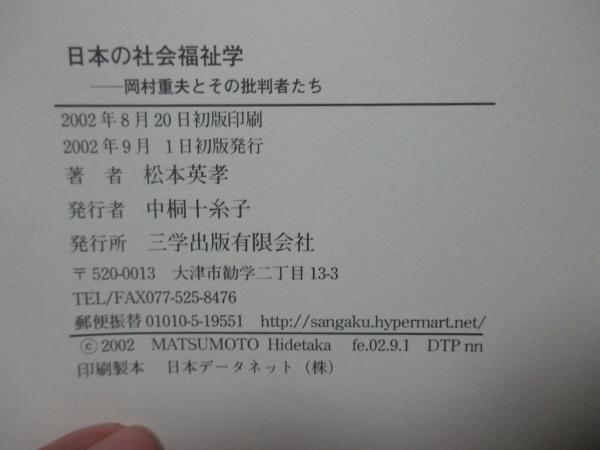 日本の社会福祉学
――岡村重夫とその批判者たち
2002年8月20日初版印刷
2002年9月 1日初版発行
著 者 松本英孝
発行者 中桐十糸子
発行所 三学出版有限会社
〒520-0013 大津市勧学二丁目13-3
TEL/FAX077-525-8476
郵便振替01010-5-19551 http://sangaku.hypermart.net/
©2002 MATSUMOTO Hidetaka fe.02.9.1 DTP nn
印刷製本 日本データネット（株）